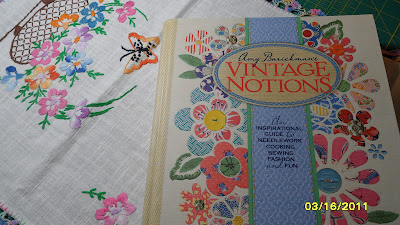 Amy Barickman's
VINTAGE
NOTIONS
An
INSPIRATIONAL
GUIDE to
NEEDLEWORK
COOKING,
SEWING,
FASHION
and FUN
03/16/2011